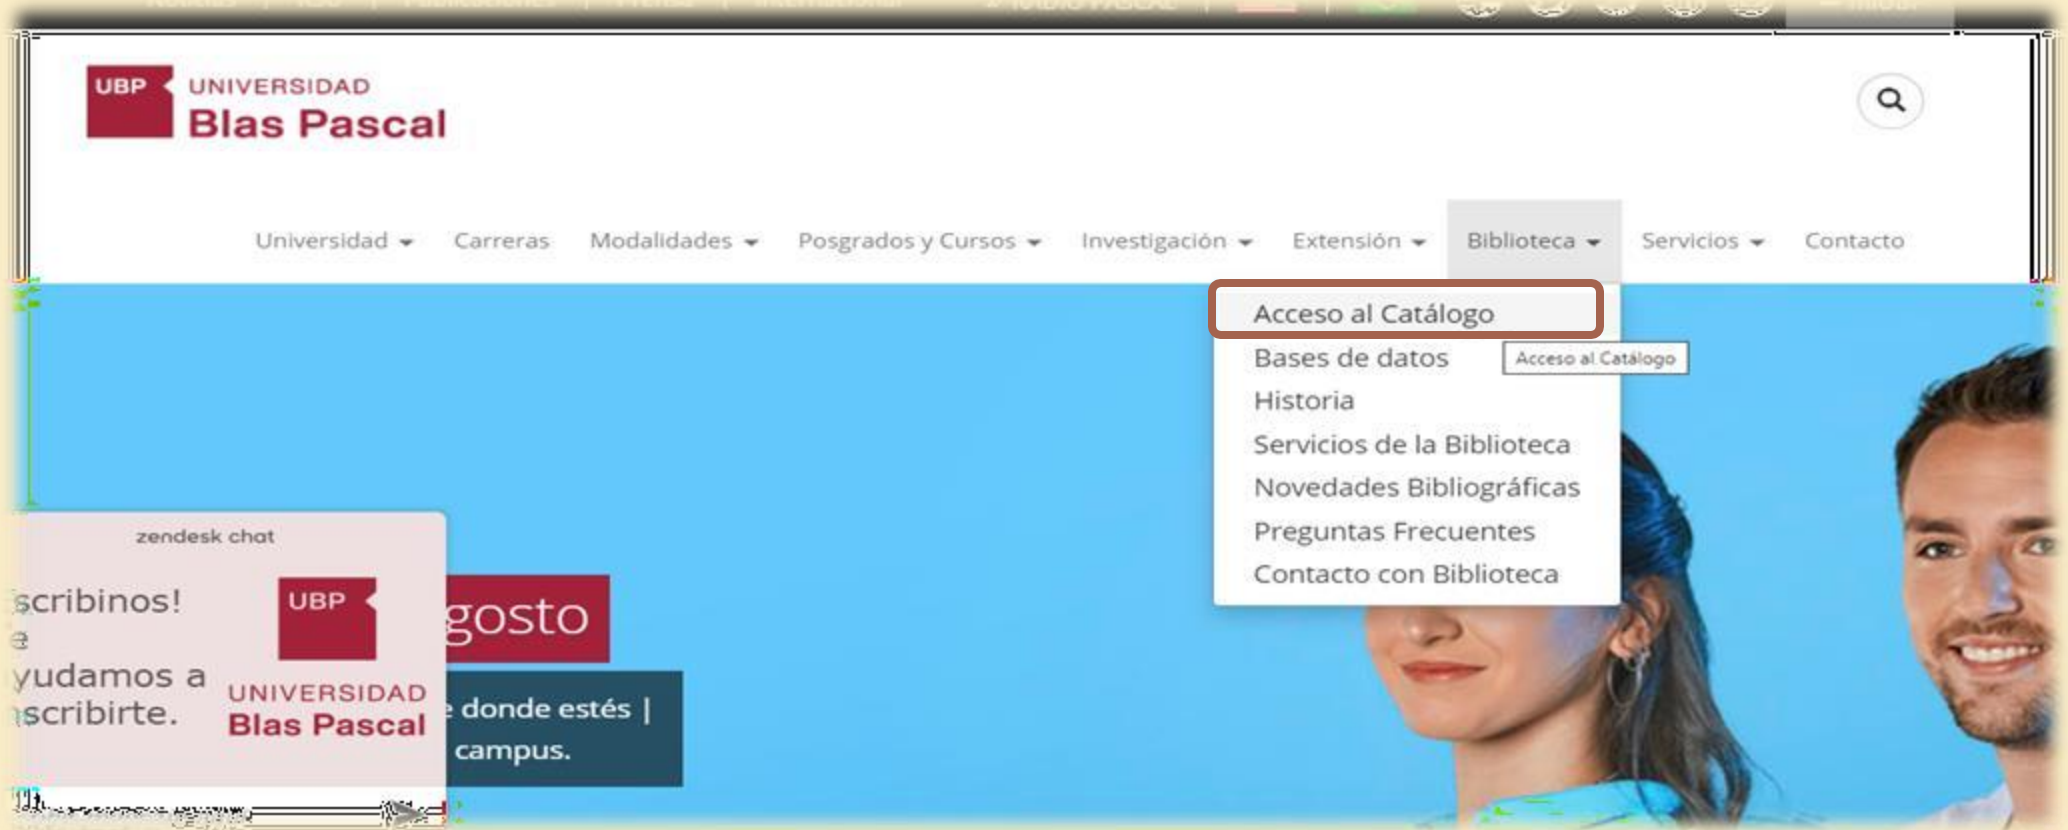 UBP
UNIVERSIDAD
Blas Pascal
Universidad
Carreras
Modalidades
Posgrados y Cursos
Investigación
Extensión
Biblioteca
Servicios
Contacto
Acceso al Catálogo
Bases de datos
Acceso al Catálogo
Historia
Servicios de la Biblioteca
Novedades Bibliográficas
Preguntas Frecuentes
Contacto con Biblioteca
zendesk chat
scribinos!
e
yudamos a
scribirte.
UBP
UNIVERSIDAD
Blas Pascal
gosto
e donde estés |
campus.